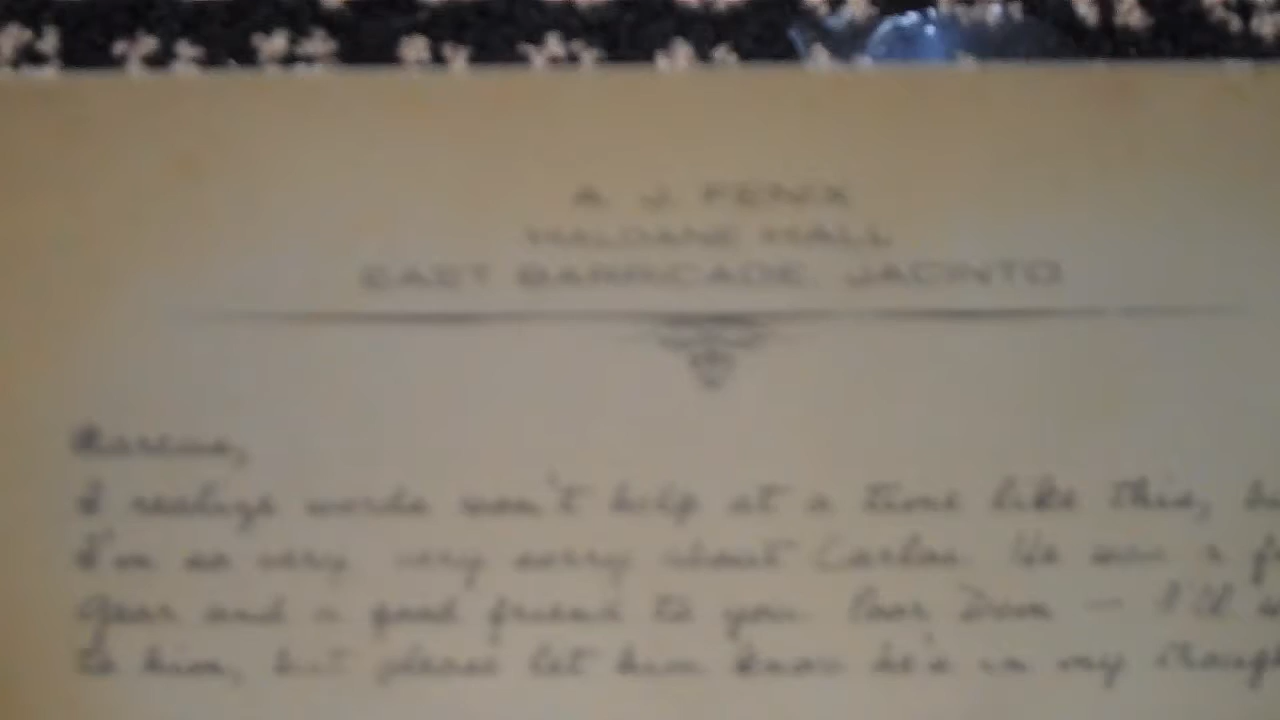 A. J. FENIX
HALDANE HALL
EAST BARRICADE, JACINTO
Marcus,
I realize words won't help at a time like this,
I'm so very, very sorry about Carlos. He was a
Gear and a good friend to you. Poor Dom — I'll
to him, but please let him know he's in my